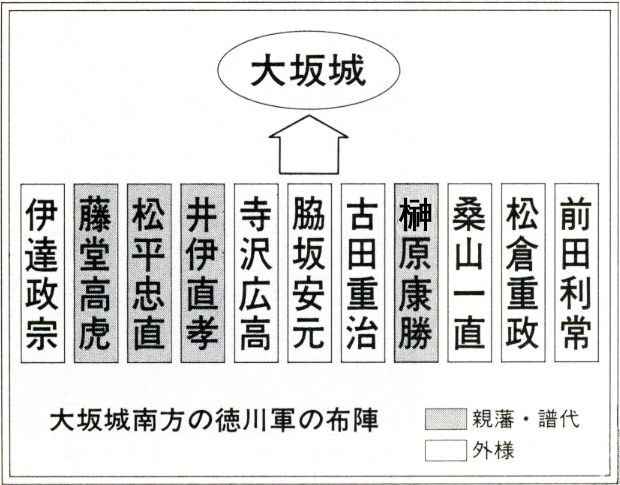 大坂城
伊達政宗
藤堂高虎
松平忠直
井伊直孝
寺沢広高
脇坂安元
古田重治
榊原康勝
桑山一直
松倉重政
前田利常
大坂城南方の徳川軍の布陣
親藩・譜代
外様